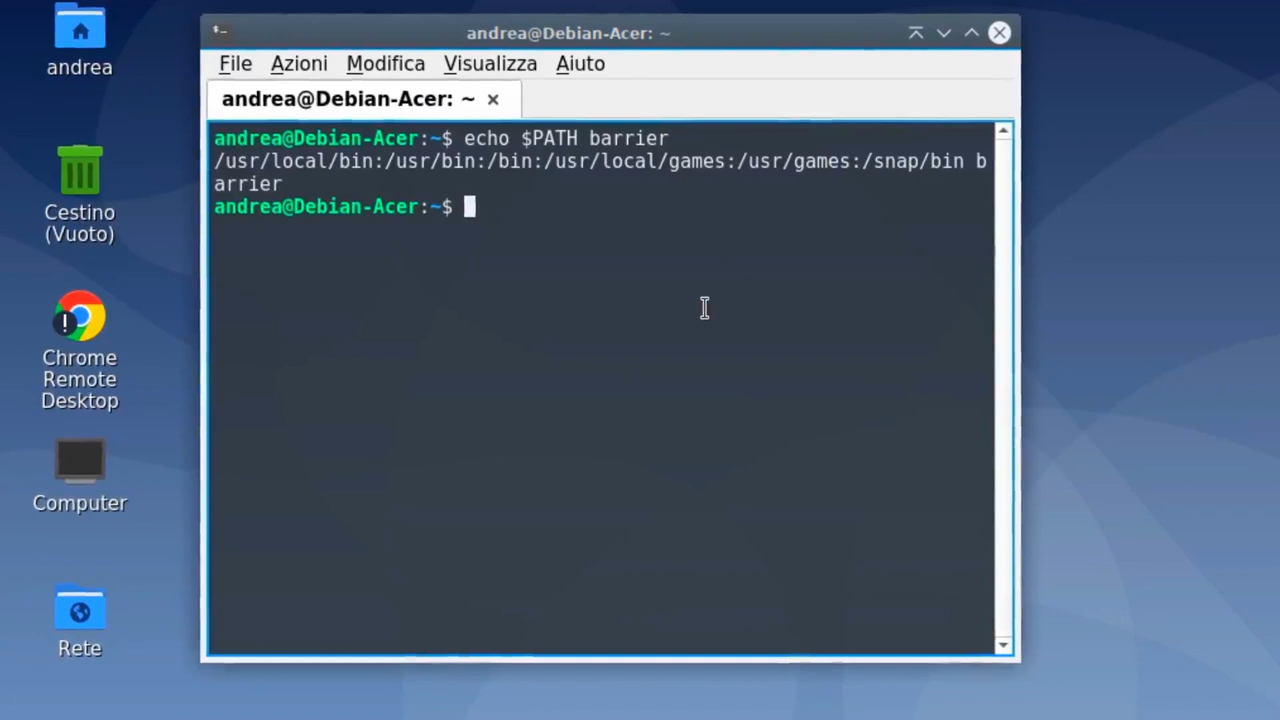 andrea@Debian-Acer: ~
File Azioni Modifica Visualizza Aiuto
andrea@Debian-Acer: ~
andrea@Debian-Acer:~$ echo $PATH barrier
/usr/local/bin:/usr/bin:/bin:/usr/local/games:/usr/games:/snap/bin b
arrier
andrea@Debian-Acer:~$
andrea
Cestino
(Vuoto)
Chrome
Remote
Desktop
Computer
Rete